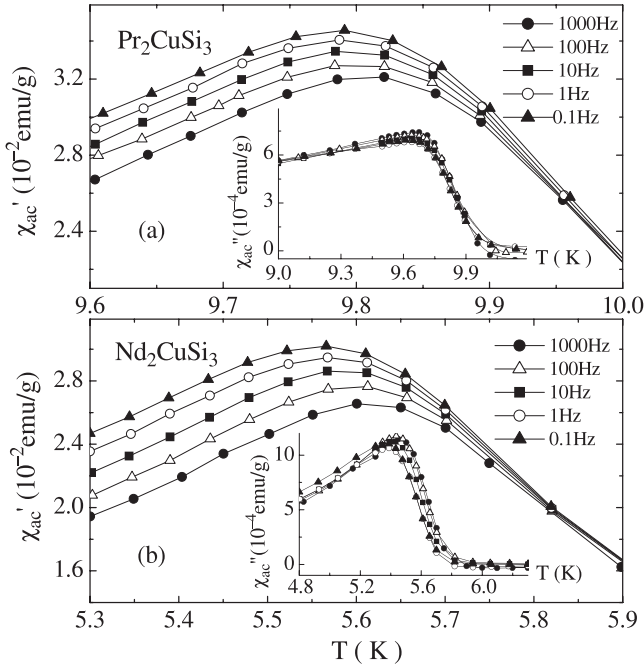 Pr₂CuSi₃
1000Hz
100Hz
10Hz
1Hz
0.1Hz
χac' (10⁻²emu/g)
3.2
2.8
2.4
(a)
χac'' (10⁻⁴emu/g)
6
3
0
9.0 9.3 9.6 9.9
T ( K )
9.6 9.7 9.8 9.9 10.0
Nd₂CuSi₃
1000Hz
100Hz
10Hz
1Hz
0.1Hz
χac' (10⁻²emu/g)
2.8
2.4
2.0
1.6
(b)
χac''(10⁻⁴emu/g)
10
5
0
4.8 5.2 5.6 6.0
T ( K )
5.3 5.4 5.5 5.6 5.7 5.8 5.9
T ( K )